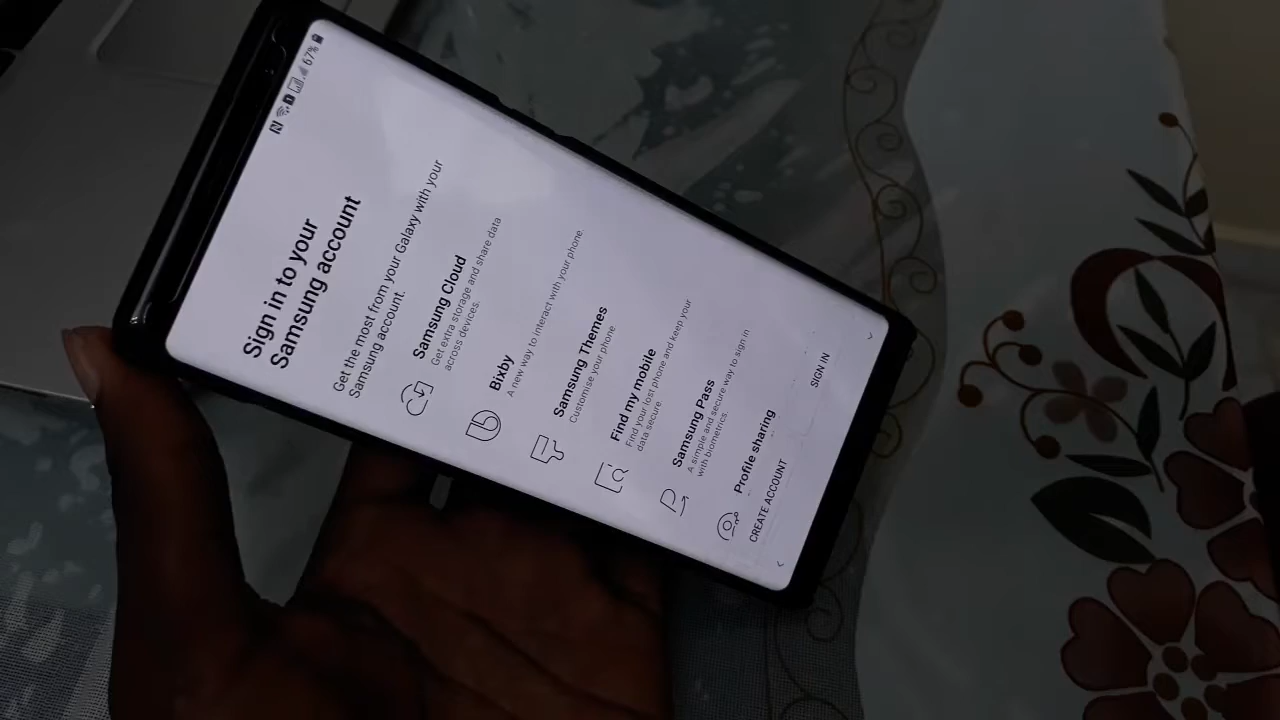 67%
Sign in to your
Samsung account
Get the most from your Galaxy with your
Samsung account.
Samsung Cloud
Get extra storage and share data
across devices.
Bixby
A new way to interact with your phone.
Samsung Themes
Customise your phone
Find my mobile
Find your lost phone and keep your
data secure
Samsung Pass
A simple and secure way to sign in
with biometrics.
Profile sharing
CREATE ACCOUNT
SIGN IN